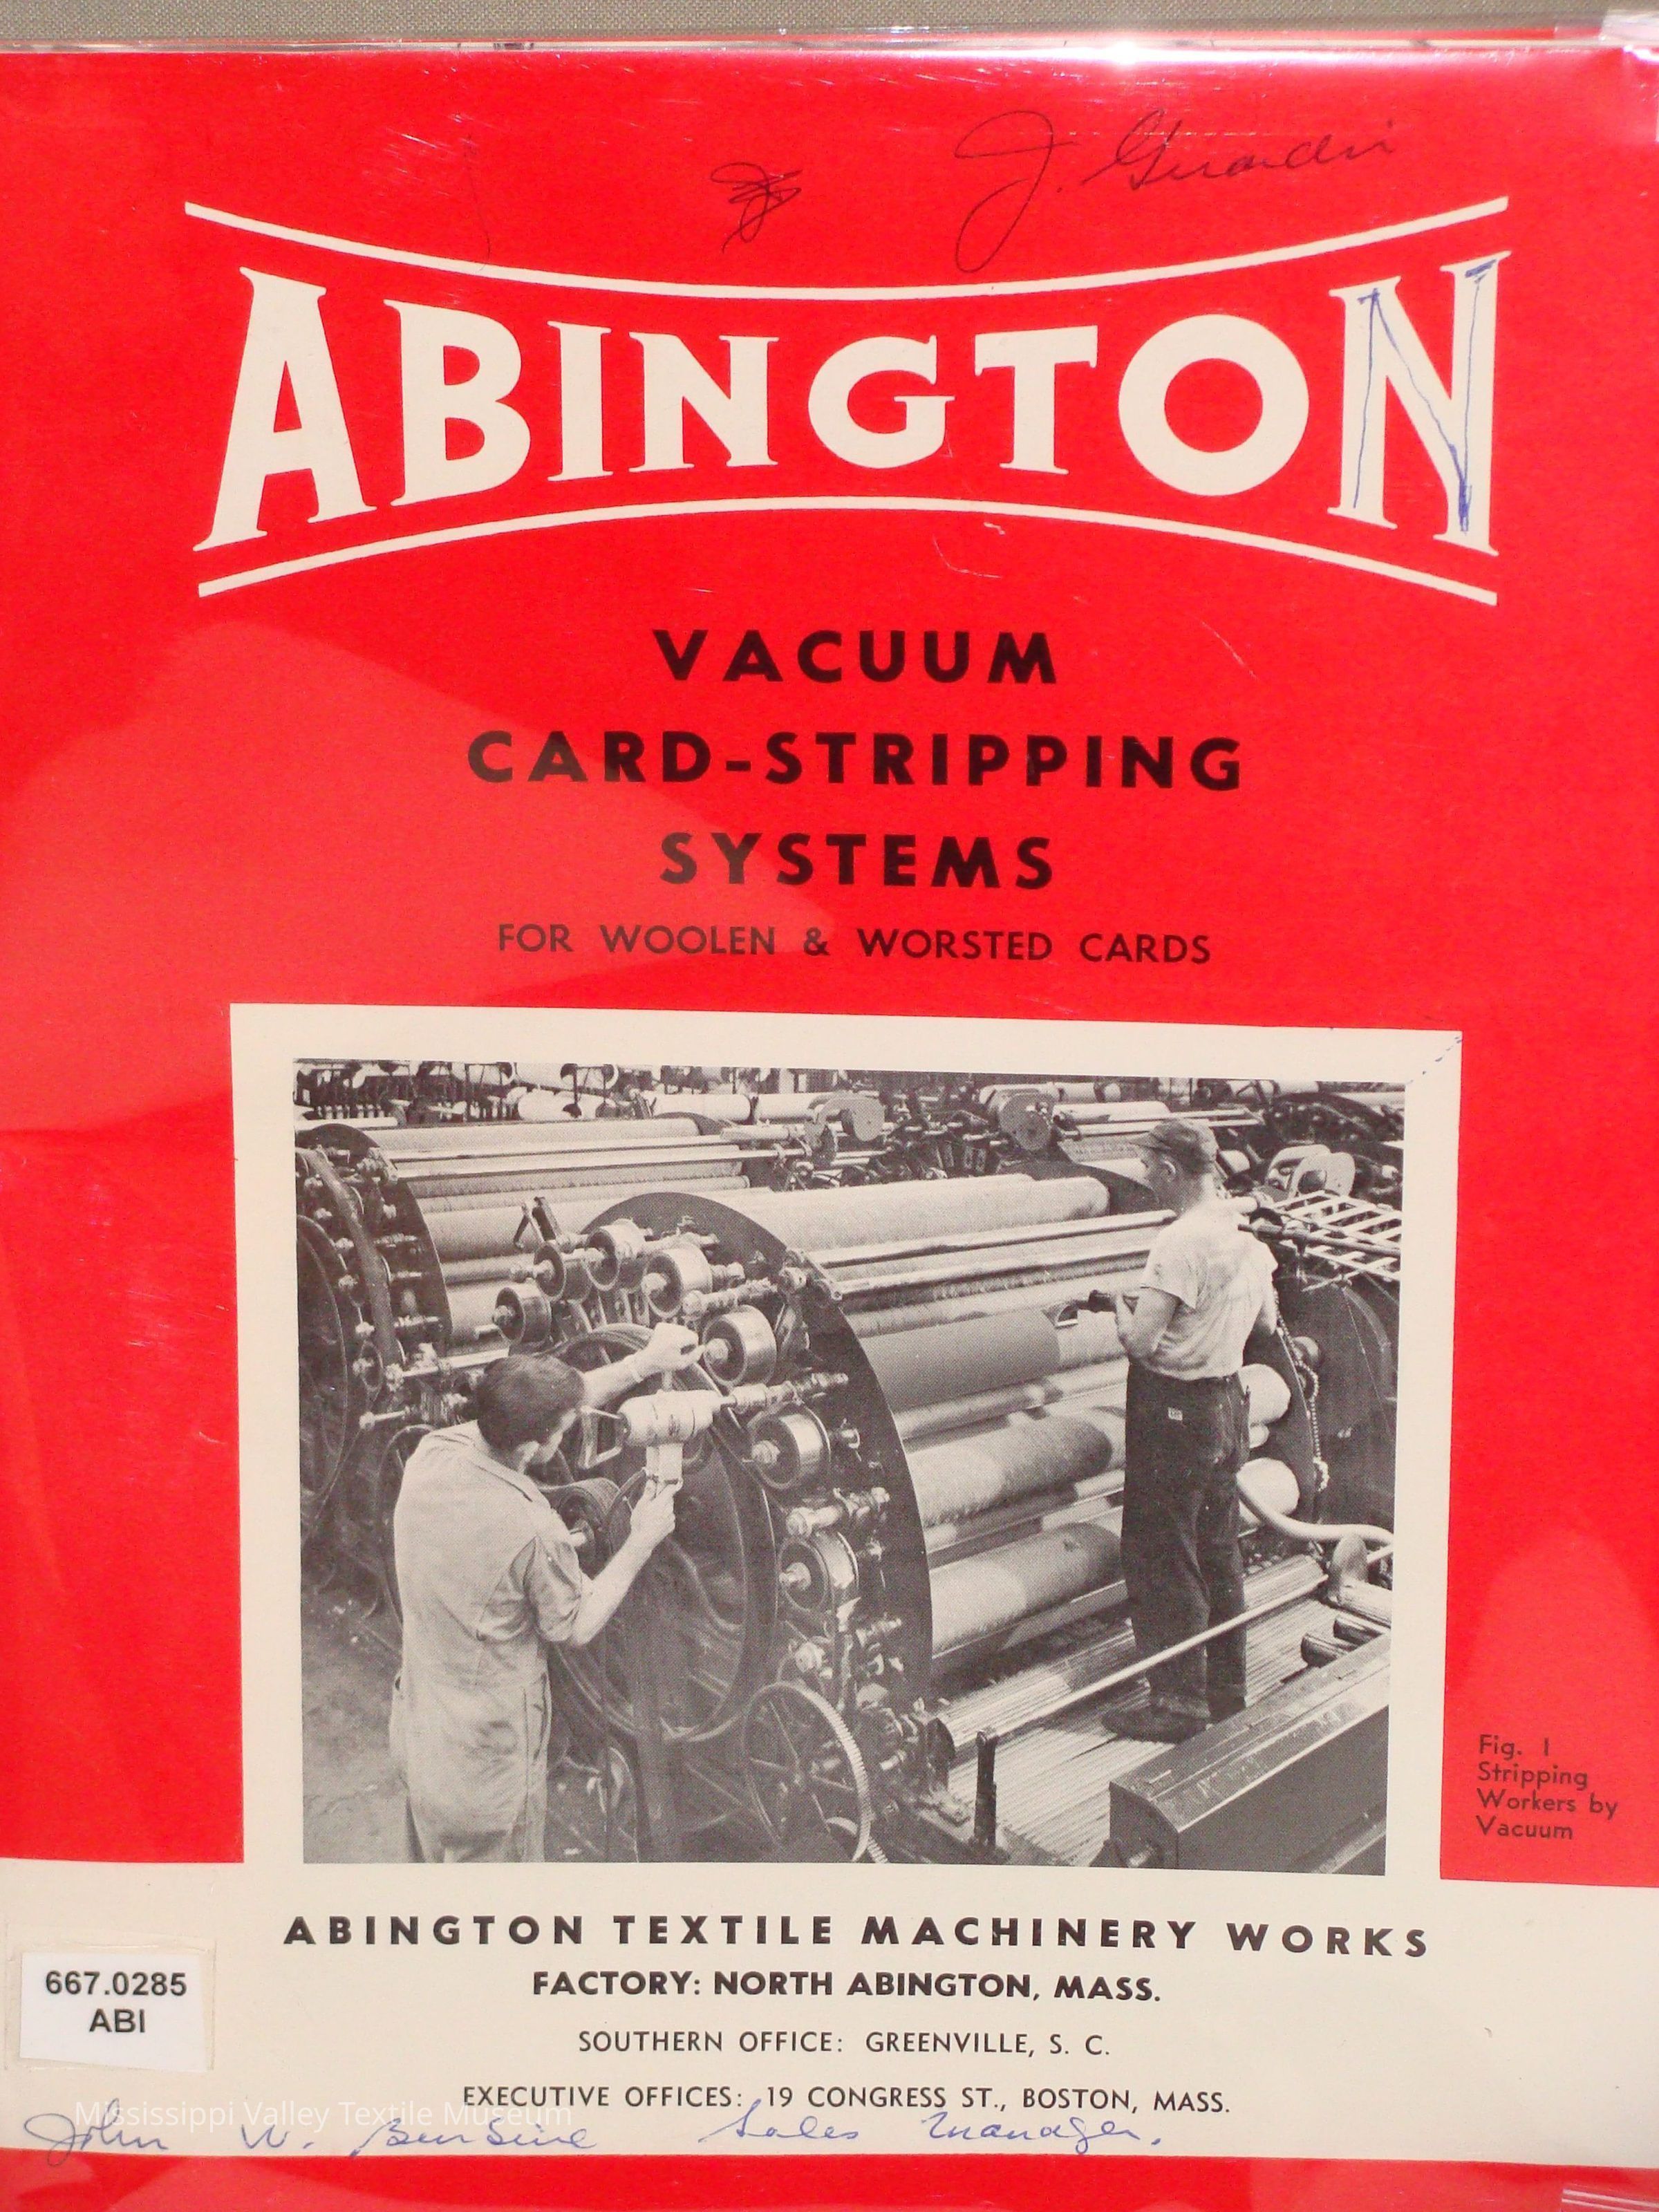 J. Girardin
ABINGTON
VACUUM
CARD-STRIPPING
SYSTEMS
FOR WOOLEN & WORSTED CARDS
Fig. 1
Stripping
Workers by
Vacuum
ABINGTON TEXTILE MACHINERY WORKS
FACTORY: NORTH ABINGTON, MASS.
667.0285
ABI
SOUTHERN OFFICE: GREENVILLE, S. C.
EXECUTIVE OFFICES: 19 CONGRESS ST., BOSTON, MASS.
Mississippi Valley Textile Museum
John W. Sales Manager.